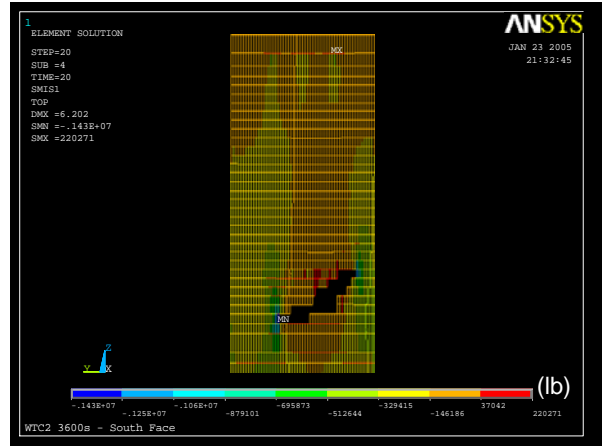 1
ELEMENT SOLUTION
STEP=20
SUB =4
TIME=20
SMIS1
TOP
DMX =6.202
SMN =-.143E+07
SMX =220271
ANSYS
JAN 23 2005
21:32:45
MX
MN
Z
Y X
(lb)
-.143E+07 -.125E+07 -.106E+07 -879101 -695873 -512644 -329415 -146186 37042 220271
WTC2 3600s - South Face